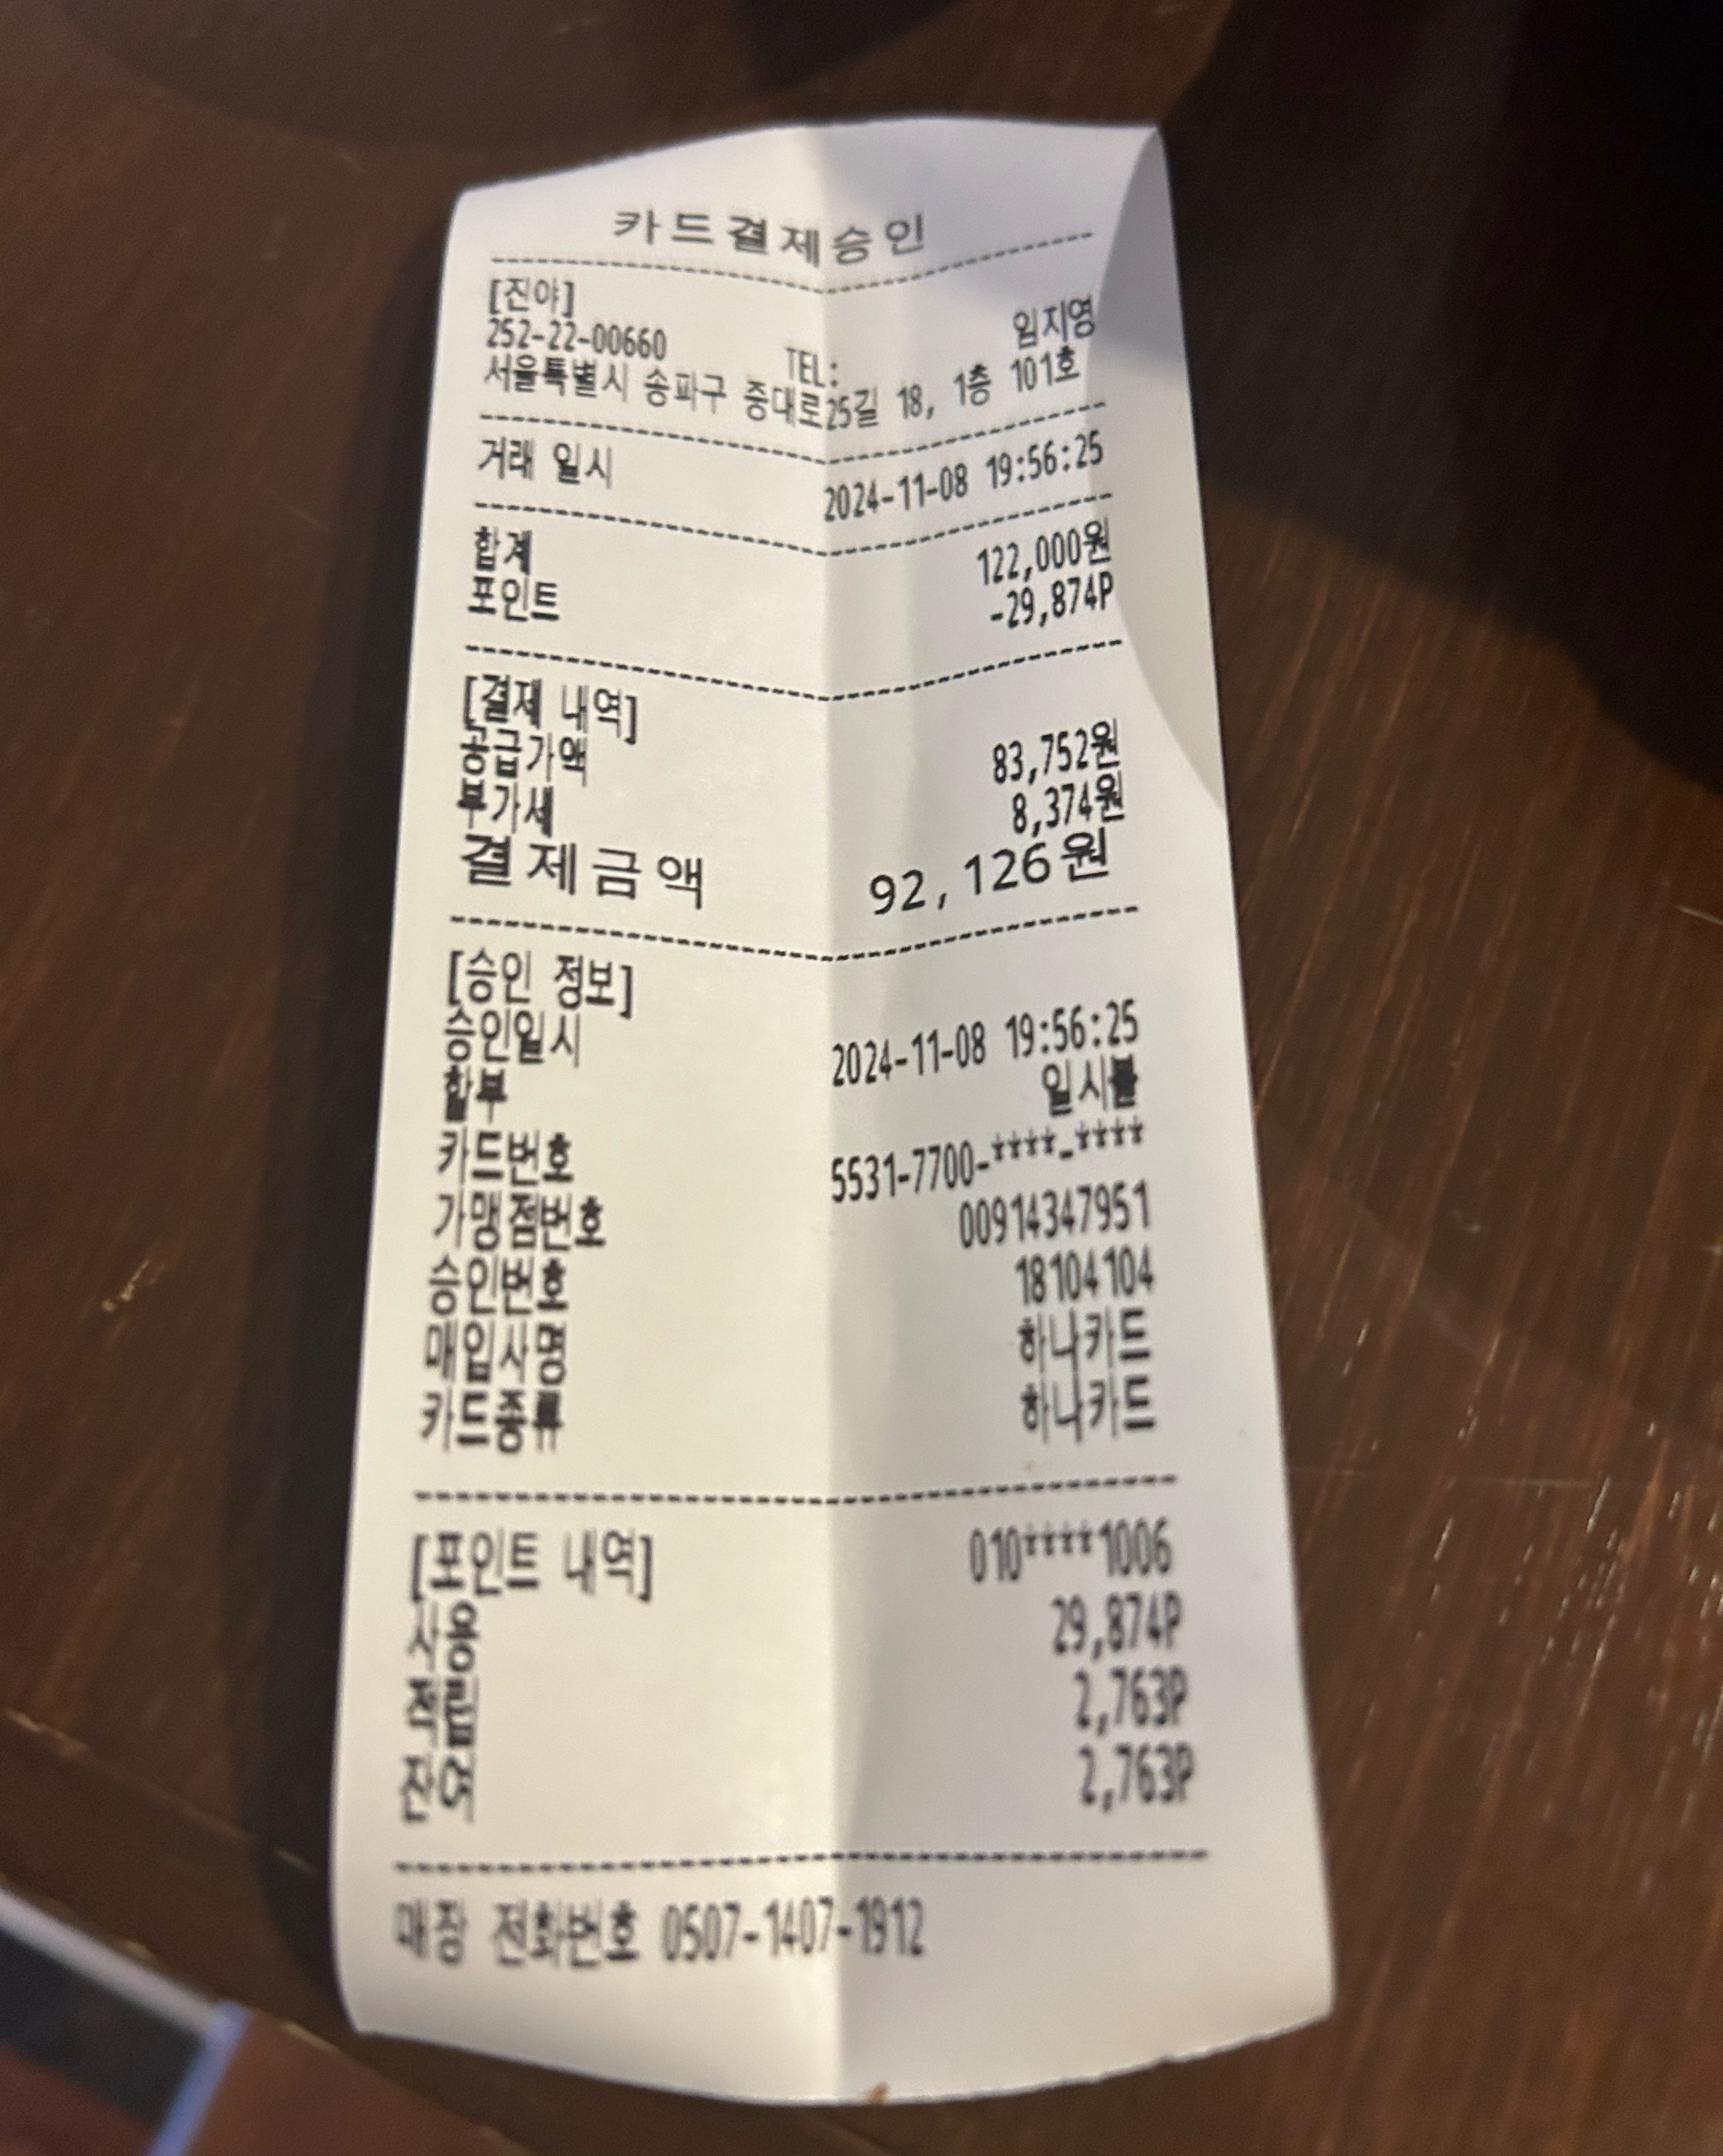 카드결제승인
[진야] 임지영
252-22-00660 TEL:
서울특별시 송파구 중대로25길 18, 1층 101호
거래 일시 2024-11-08 19:56:25
합계 122,000원
포인트 -29,874P
[결제 내역]
공급가액 83,752원
부가세 8,374원
결제금액 92,126원
[승인 정보]
승인일시 2024-11-08 19:56:25
할부 일시불
카드번호 5531-7700-****-****
가맹점번호 00914347951
승인번호 18104104
매입사명 하나카드
카드종류 하나카드
[포인트 내역] 010****1006
사용 29,874P
적립 2,763P
잔여 2,763P
매장 전화번호 0507-1407-1912